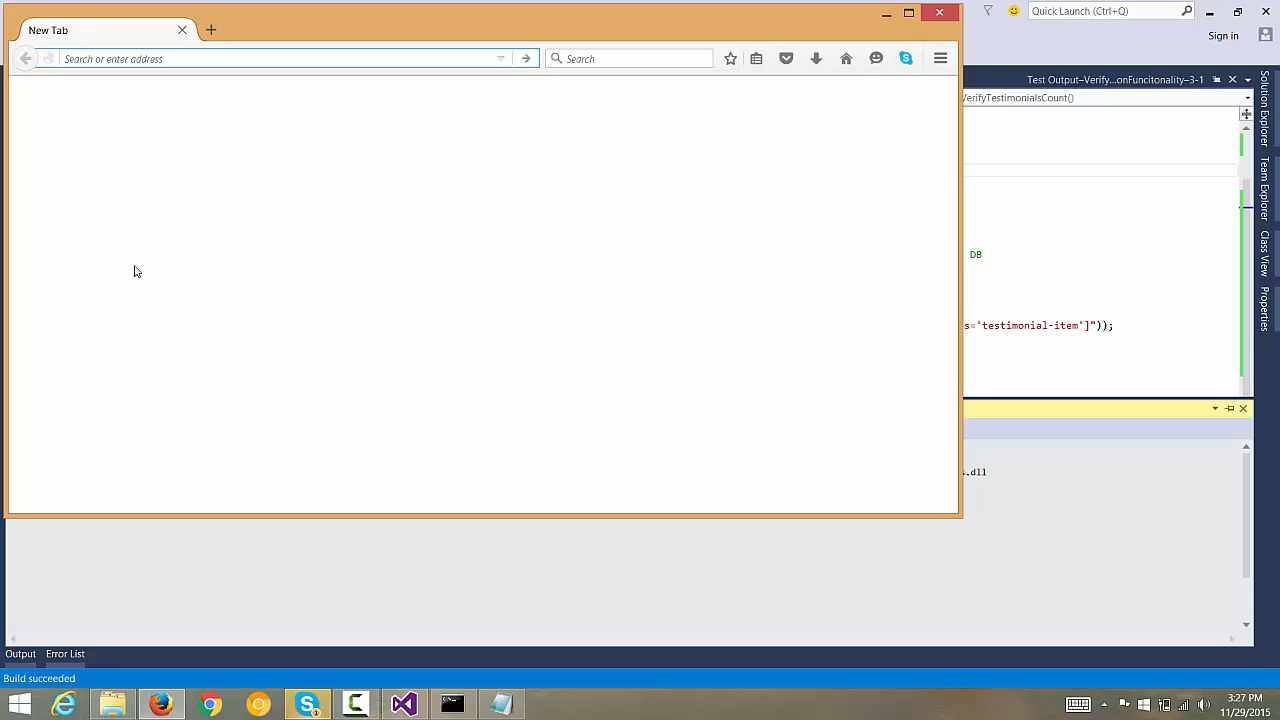 New Tab
Quick Launch (Ctrl+Q)
Sign in
Search or enter address
Search
Test Output–Verify...onFuncitonality–3-1
VerifyTestimonialsCount()
DB
s='testimonial-item']"));
.dll
Solution Explorer
Team Explorer
Class View
Properties
Output
Error List
Build succeeded
1
3:27 PM
11/29/2015